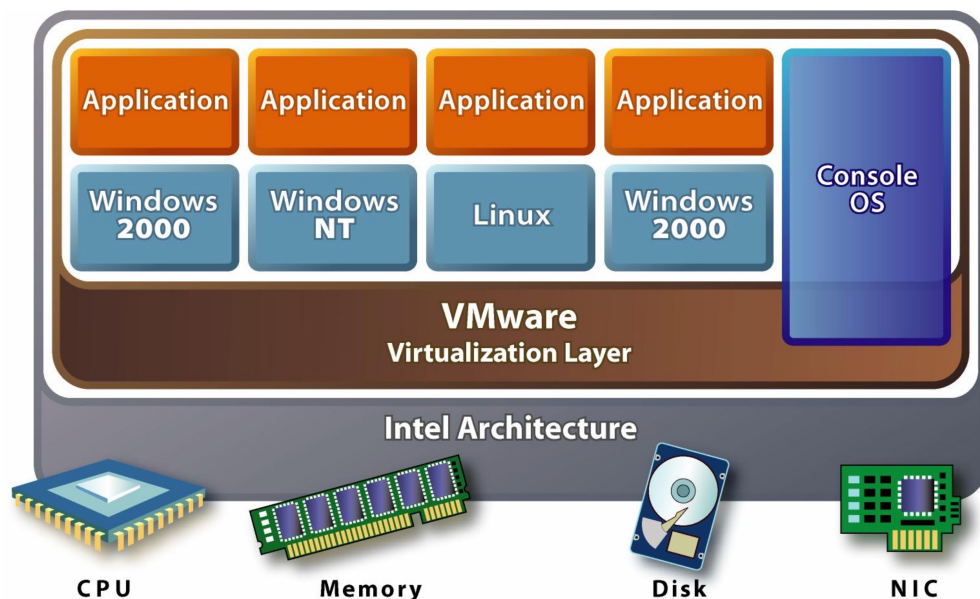 Application
Application
Application
Application
Windows
2000
Windows
NT
Linux
Windows
2000
Console
OS
VMware
Virtualization Layer
Intel Architecture
CPU
Memory
Disk
NIC